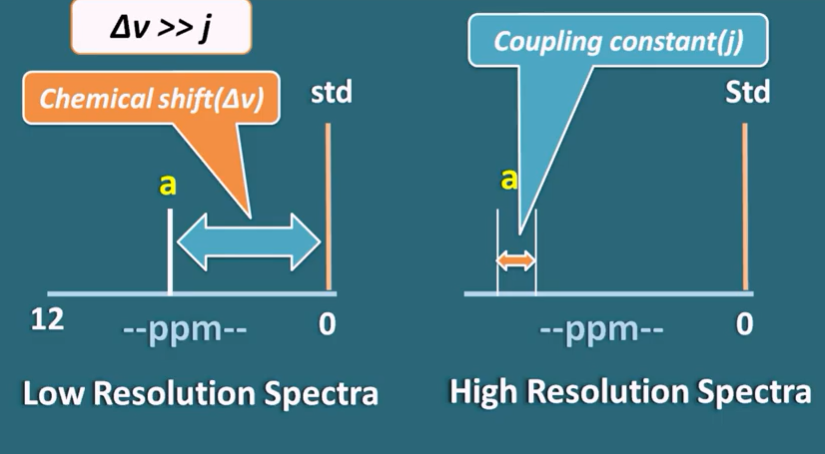 Δv >> j
Chemical shift(Δv)
std
a
12
--ppm--
0
Low Resolution Spectra
Coupling constant(j)
Std
a
--ppm--
0
High Resolution Spectra